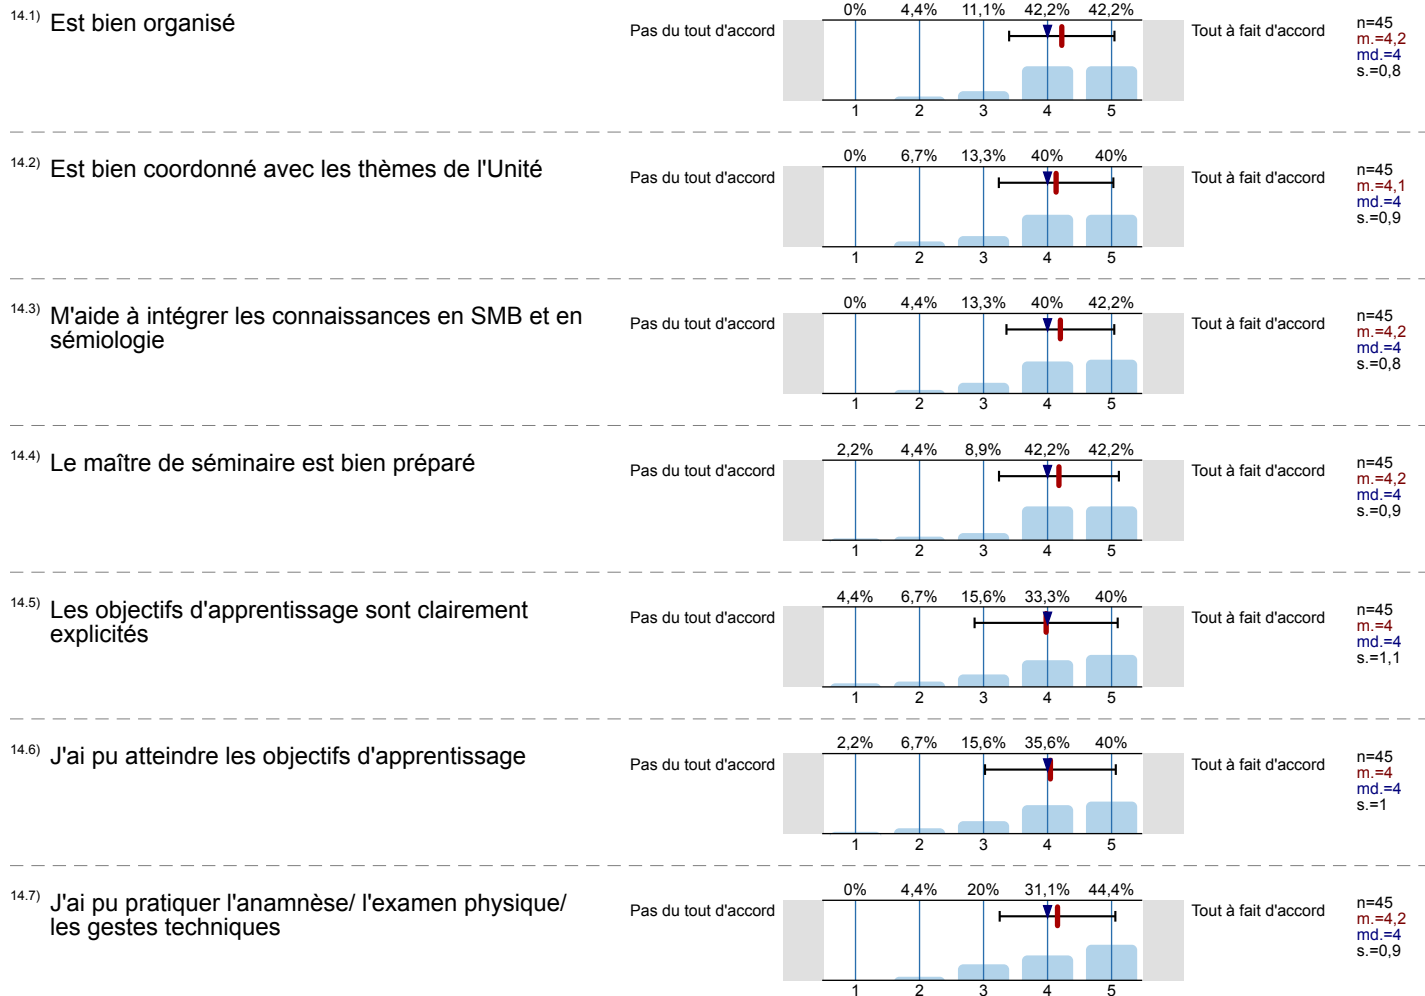 14.1) Est bien organisé
Pas du tout d'accord
0% 4,4% 11,1% 42,2% 42,2%
1 2 3 4 5
Tout à fait d'accord
n=45
m.=4,2
md.=4
s.=0,8
14.2) Est bien coordonné avec les thèmes de l'Unité
Pas du tout d'accord
0% 6,7% 13,3% 40% 40%
1 2 3 4 5
Tout à fait d'accord
n=45
m.=4,1
md.=4
s.=0,9
14.3) M'aide à intégrer les connaissances en SMB et en
sémiologie
Pas du tout d'accord
0% 4,4% 13,3% 40% 42,2%
1 2 3 4 5
Tout à fait d'accord
n=45
m.=4,2
md.=4
s.=0,8
14.4) Le maître de séminaire est bien préparé
Pas du tout d'accord
2,2% 4,4% 8,9% 42,2% 42,2%
1 2 3 4 5
Tout à fait d'accord
n=45
m.=4,2
md.=4
s.=0,9
14.5) Les objectifs d'apprentissage sont clairement
explicités
Pas du tout d'accord
4,4% 6,7% 15,6% 33,3% 40%
1 2 3 4 5
Tout à fait d'accord
n=45
m.=4
md.=4
s.=1,1
14.6) J'ai pu atteindre les objectifs d'apprentissage
Pas du tout d'accord
2,2% 6,7% 15,6% 35,6% 40%
1 2 3 4 5
Tout à fait d'accord
n=45
m.=4
md.=4
s.=1
14.7) J'ai pu pratiquer l'anamnèse/ l'examen physique/
les gestes techniques
Pas du tout d'accord
0% 4,4% 20% 31,1% 44,4%
1 2 3 4 5
Tout à fait d'accord
n=45
m.=4,2
md.=4
s.=0,9